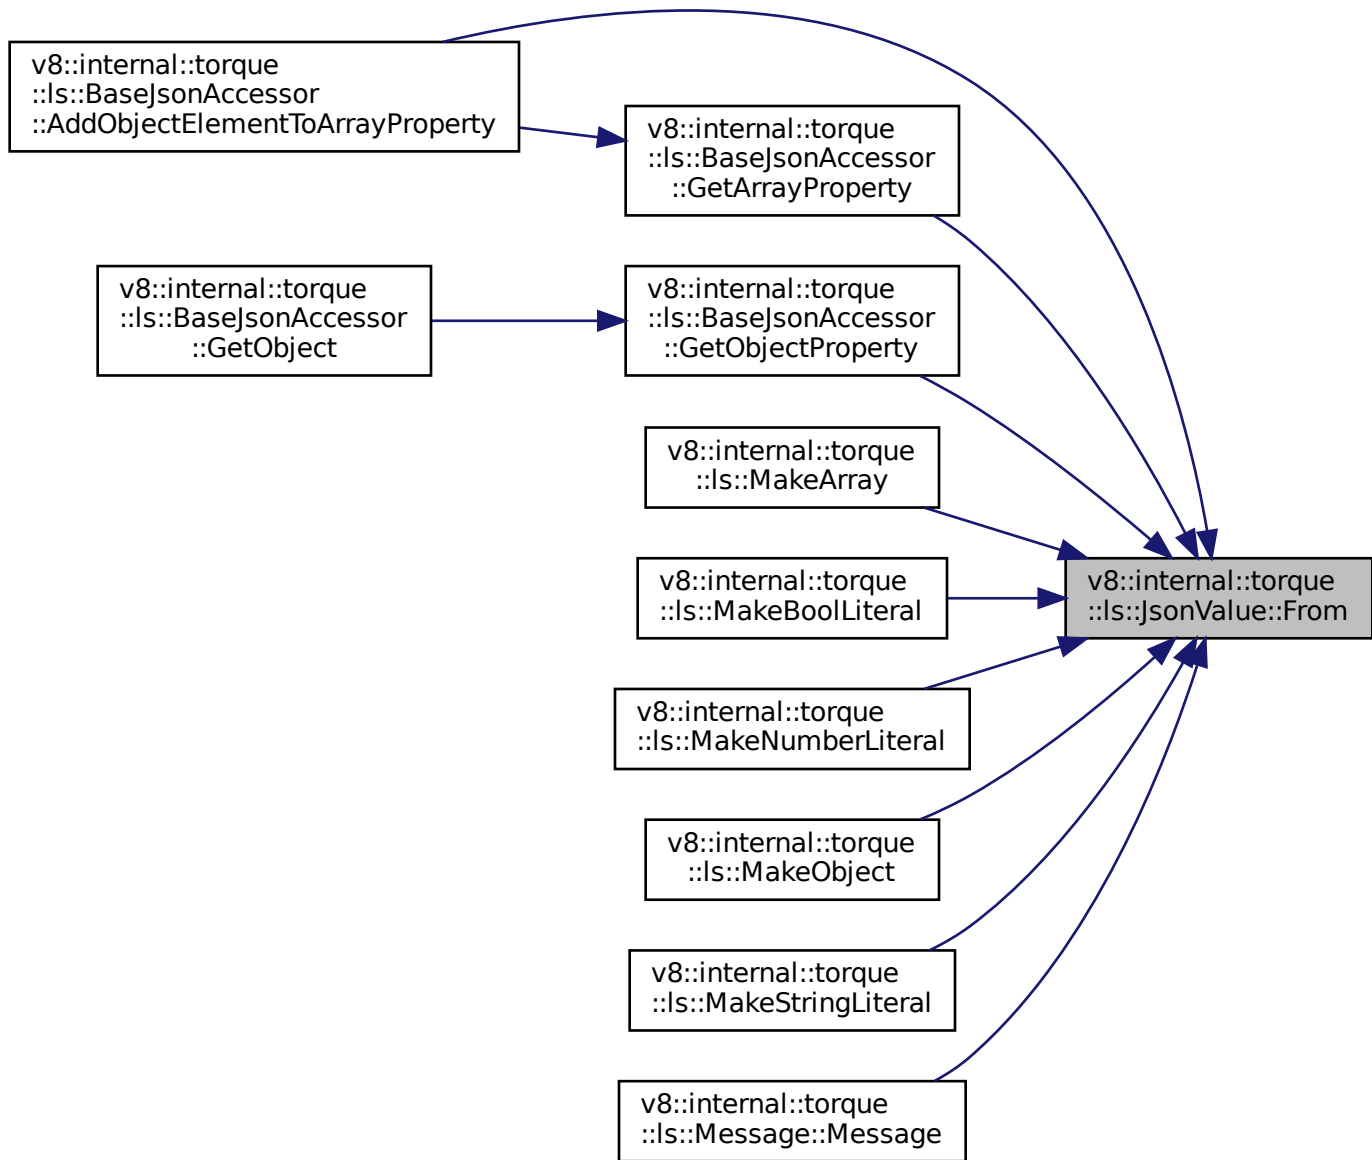 v8::internal::torque
::ls::BaseJsonAccessor
::AddObjectElementToArrayProperty
v8::internal::torque
::ls::BaseJsonAccessor
::GetArrayProperty
v8::internal::torque
::ls::BaseJsonAccessor
::GetObject
v8::internal::torque
::ls::BaseJsonAccessor
::GetObjectProperty
v8::internal::torque
::ls::MakeArray
v8::internal::torque
::ls::MakeBoolLiteral
v8::internal::torque
::ls::JsonValue::From
v8::internal::torque
::ls::MakeNumberLiteral
v8::internal::torque
::ls::MakeObject
v8::internal::torque
::ls::MakeStringLiteral
v8::internal::torque
::ls::Message::Message